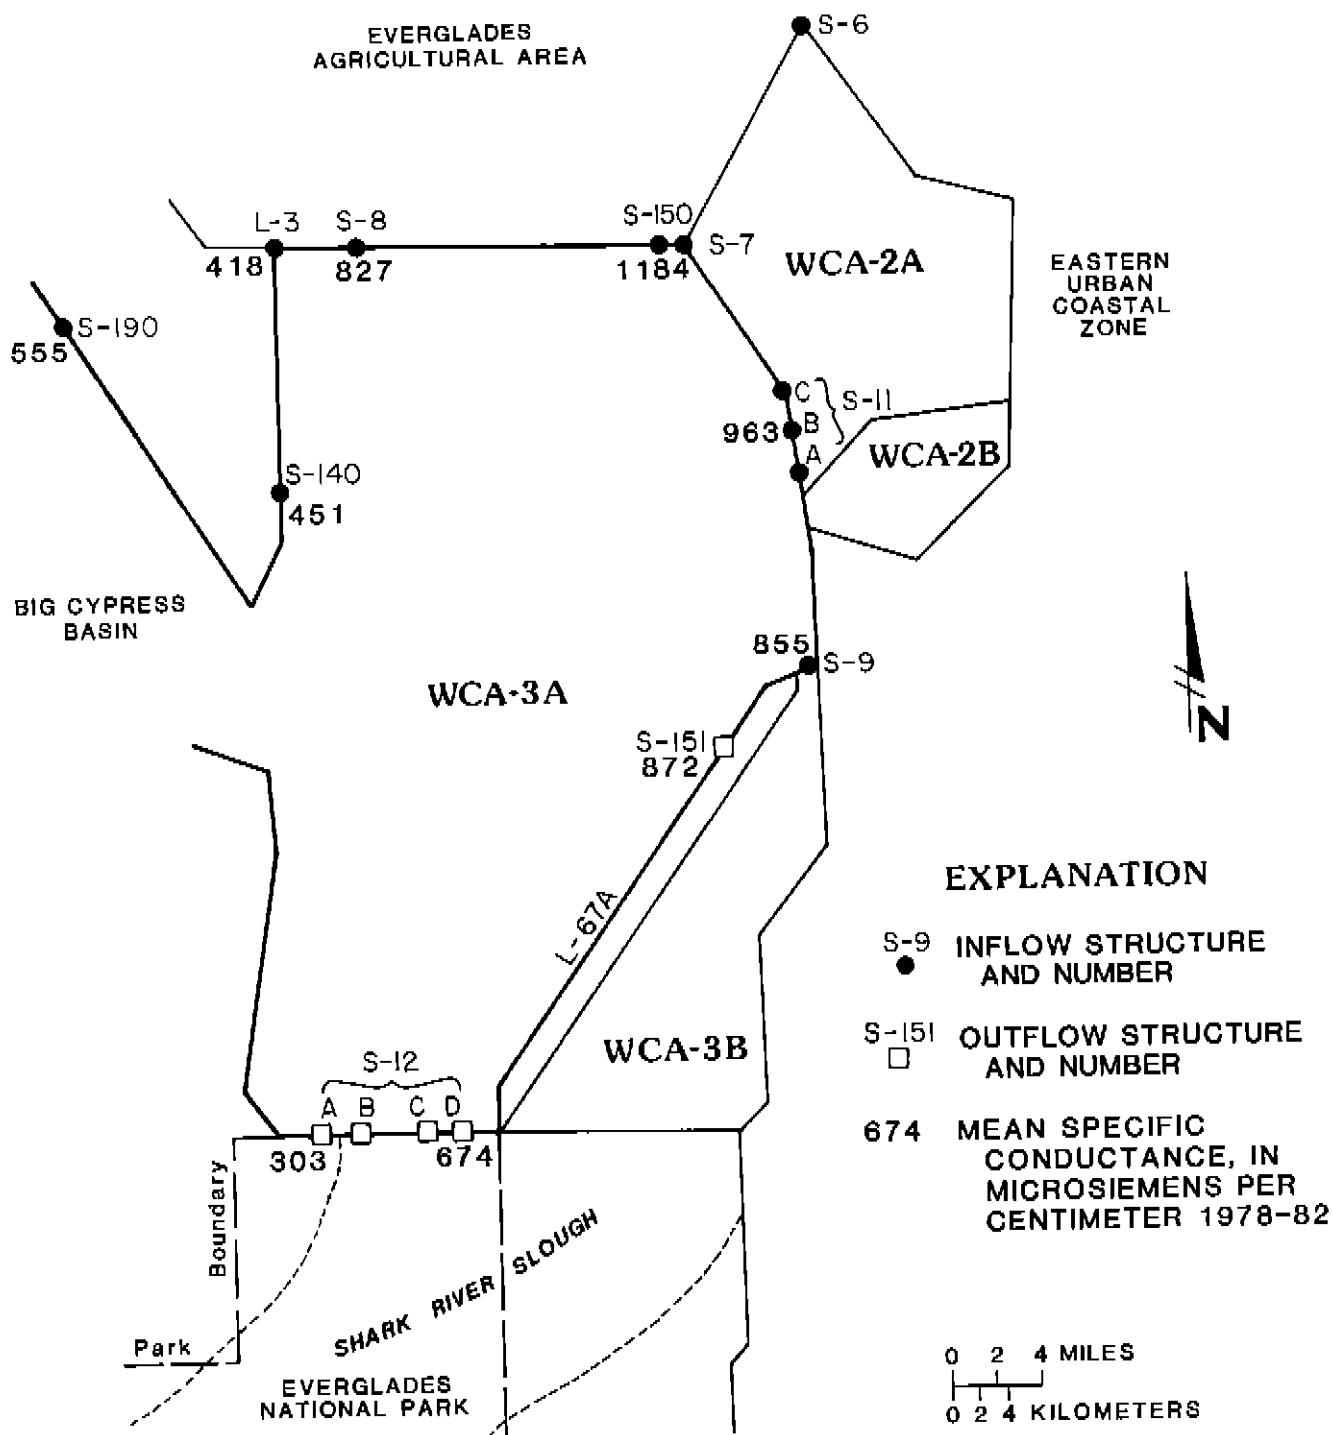 EVERGLADES
AGRICULTURAL AREA
S-6
L-3
S-8
S-150
S-7
418
827
1184
WCA-2A
EASTERN
URBAN
COASTAL
ZONE
S-190
555
C
S-11
B
963
A
WCA-2B
S-140
451
BIG CYPRESS
BASIN
855
S-9
WCA-3A
S-151
872
N
L-67A
EXPLANATION
S-9 INFLOW STRUCTURE
AND NUMBER
S-151 OUTFLOW STRUCTURE
AND NUMBER
674 MEAN SPECIFIC
CONDUCTANCE, IN
MICROSIEMENS PER
CENTIMETER 1978-82
WCA-3B
S-12
A B C D
303
674
Boundary
SHARK RIVER SLOUGH
Park
EVERGLADES
NATIONAL PARK
0 2 4 MILES
0 2 4 KILOMETERS